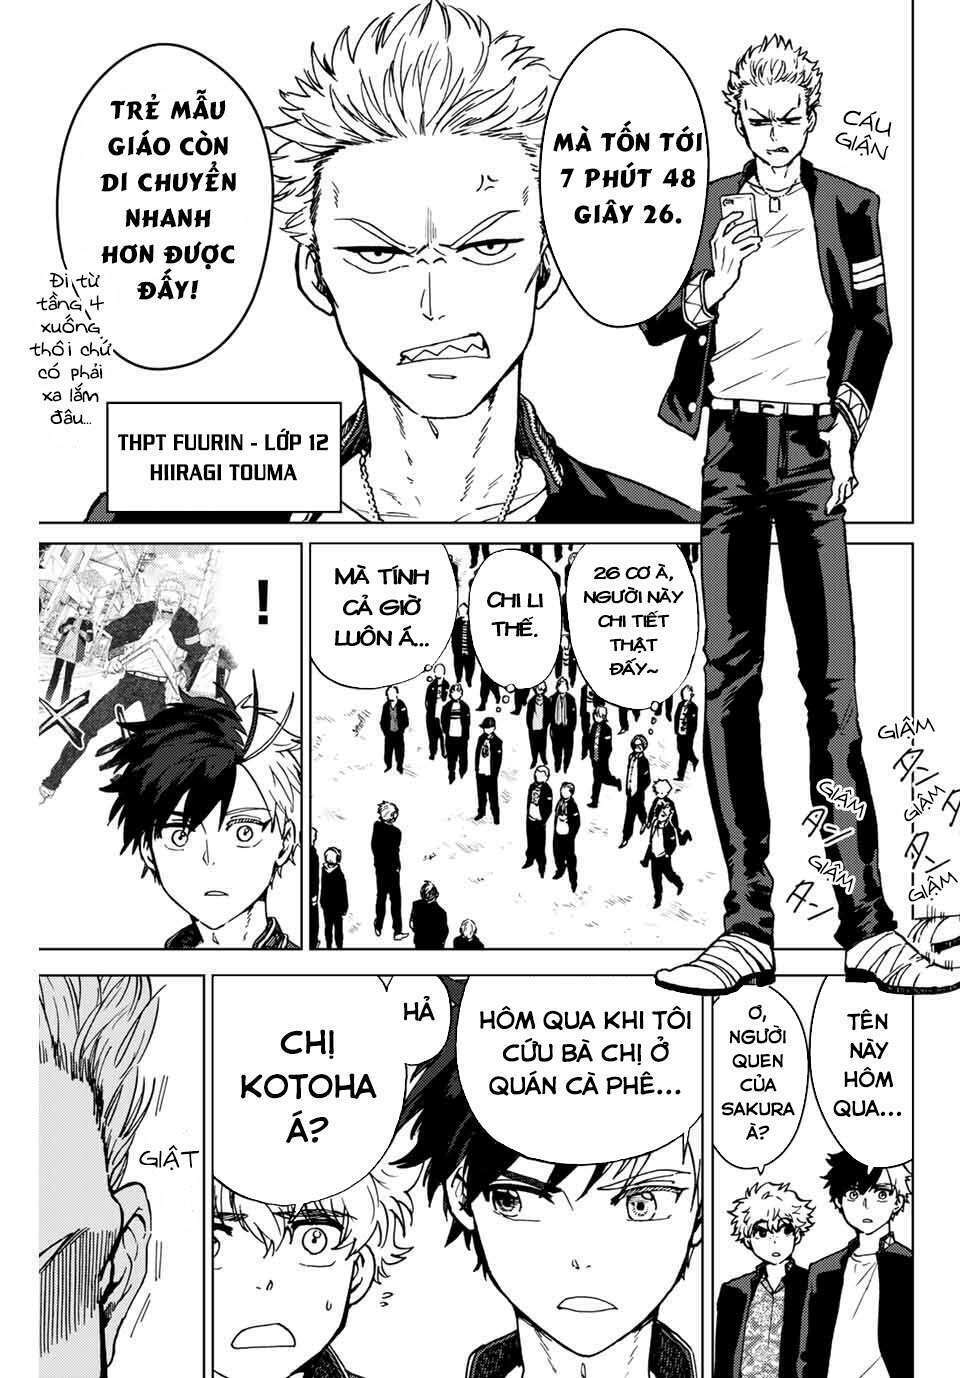 CÁU
GIẬN
MÀ TỐN TỚI
7 PHÚT 48
GIÂY 26.
TRẺ MẪU
GIÁO CÒN
DI CHUYỂN
NHANH
HƠN ĐƯỢC
ĐẤY!
Đi từ
tầng 4
xuống
thôi chứ
có phải
xa lắm
đâu...
THPT FUURIN - LỚP 12
HIIRAGI TOUMA
26 CƠ À,
NGƯỜI NÀY
CHI TIẾT
THẬT
ĐẤY~
CHI LI
THẾ.
MÀ TÍNH
CẢ GIỜ
LUÔN Á...
!
GIẬM
GIẬM
GIẬM
GIẬM
GIẬM
TÊN
NÀY
HÔM
QUA...
Ơ,
NGƯỜI
QUEN
CỦA
SAKURA
À?
HÔM QUA KHI TÔI
CỨU BÀ CHỊ Ở
QUÁN CÀ PHÊ...
HẢ
CHỊ
KOTOHA
Á?
GIẬT